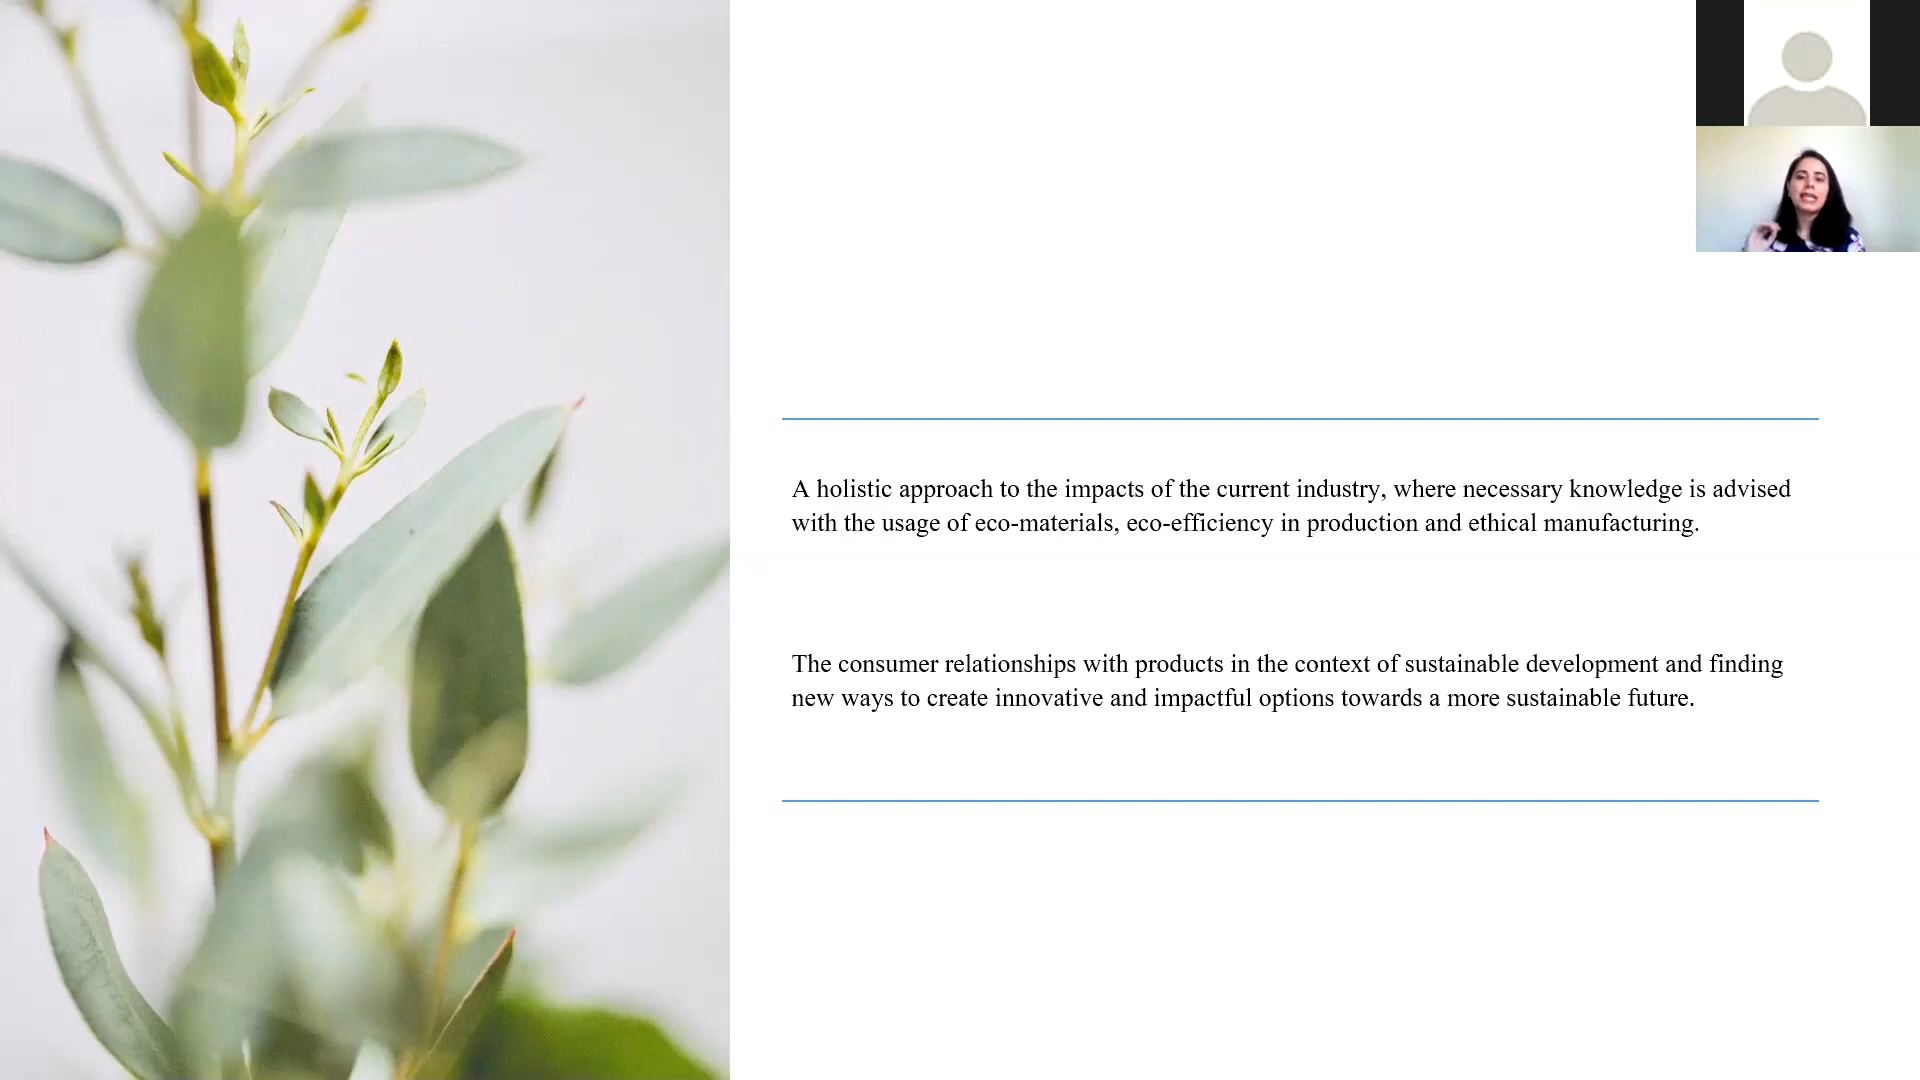 A holistic approach to the impacts of the current industry, where necessary knowledge is advised
with the usage of eco-materials, eco-efficiency in production and ethical manufacturing.
The consumer relationships with products in the context of sustainable development and finding
new ways to create innovative and impactful options towards a more sustainable future.